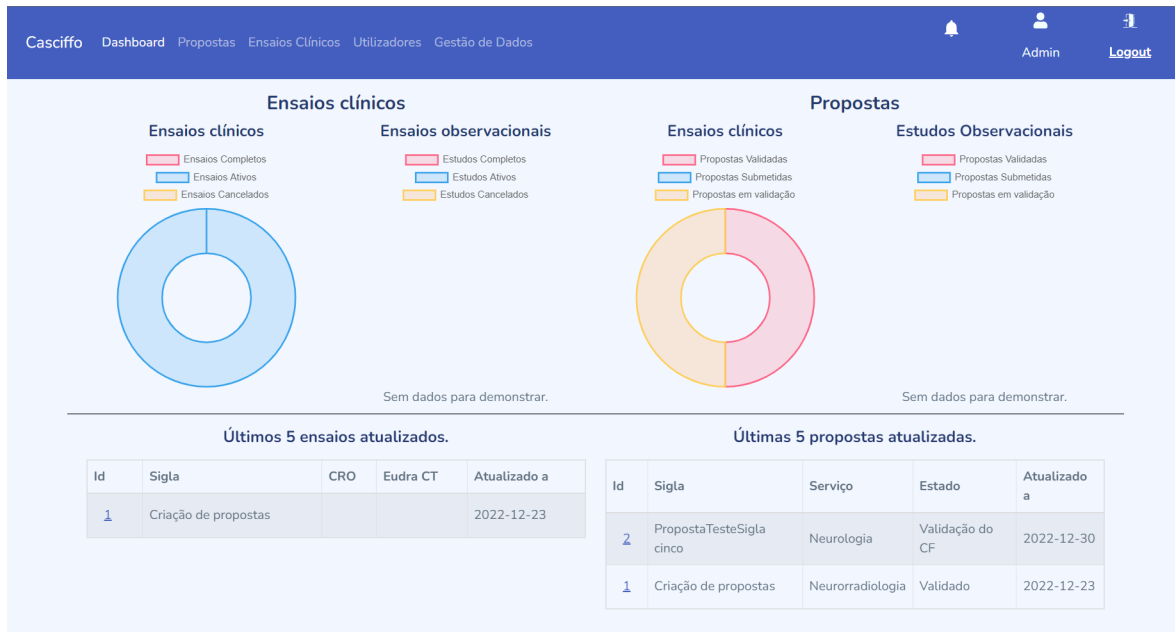 Casciffo Dashboard Propostas Ensaios Clínicos Utilizadores Gestão de Dados Admin Logout
Ensaios clínicos
Ensaios clínicos
Ensaios Completos
Ensaios Ativos
Ensaios Cancelados
Ensaios observacionais
Estudos Completos
Estudos Ativos
Estudos Cancelados
Sem dados para demonstrar.
Propostas
Ensaios clínicos
Propostas Validadas
Propostas Submetidas
Propostas em validação
Estudos Observacionais
Propostas Validadas
Propostas Submetidas
Propostas em validação
Sem dados para demonstrar.
Últimos 5 ensaios atualizados.
Id Sigla CRO Eudra CT Atualizado a
1 Criação de propostas 2022-12-23
Últimas 5 propostas atualizadas.
Id Sigla Serviço Estado Atualizado
a
2 PropostaTesteSigla
cinco Neurologia Validação do
CF 2022-12-30
1 Criação de propostas Neurorradiologia Validado 2022-12-23